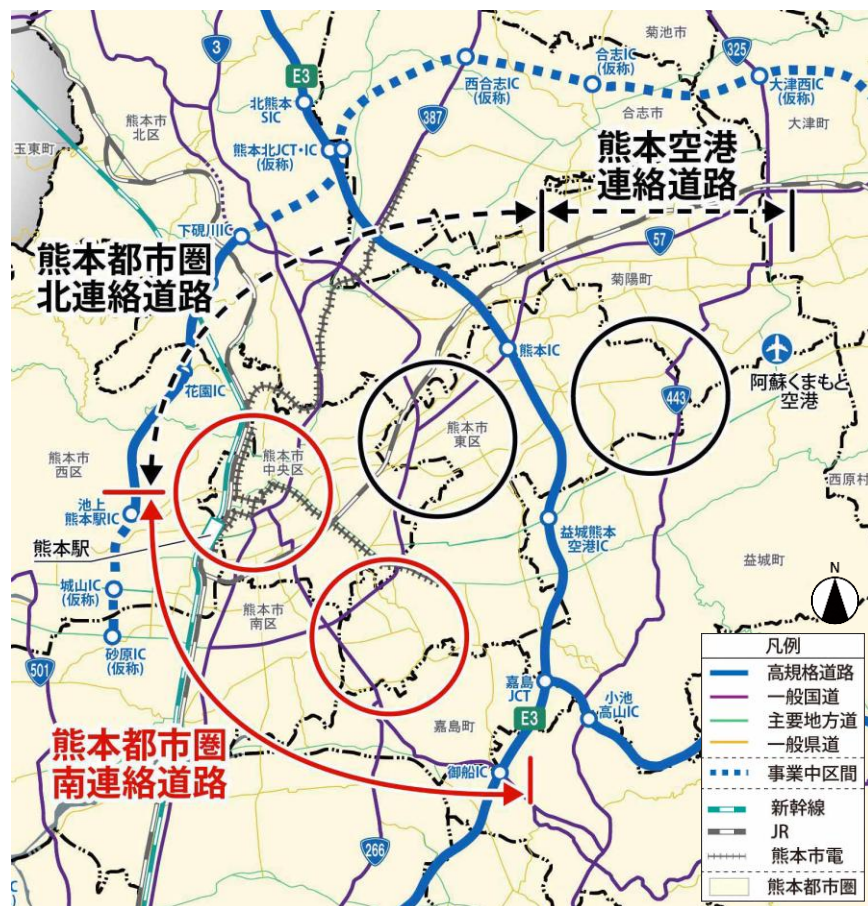 菊池市
3
325
E3
合志IC
(仮称)
北熊本
SIC
西合志IC
(仮称)
大津西IC
(仮称)
熊本市
北区
387
合志市
大津町
玉東町
熊本北JCT・IC
(仮称)
熊本空港
連絡道路
下硯川IC
57
熊本都市圏
北連絡道路
菊陽町
熊本IC
阿蘇くまもと
空港
花園IC
443
熊本市
東区
熊本市
西区
熊本市
中央区
西原村
池上
熊本駅IC
熊本駅
益城熊本
空港IC
益城町
城山IC
(仮称)
熊本市
南区
N
砂原IC
(仮称)
501
嘉島
JCT
小池
高山IC
E3
嘉島町
熊本都市圏
南連絡道路
御船IC
266
凡例
高規格道路
一般国道
主要地方道
一般県道
事業中区間
新幹線
JR
熊本市電
熊本都市圏